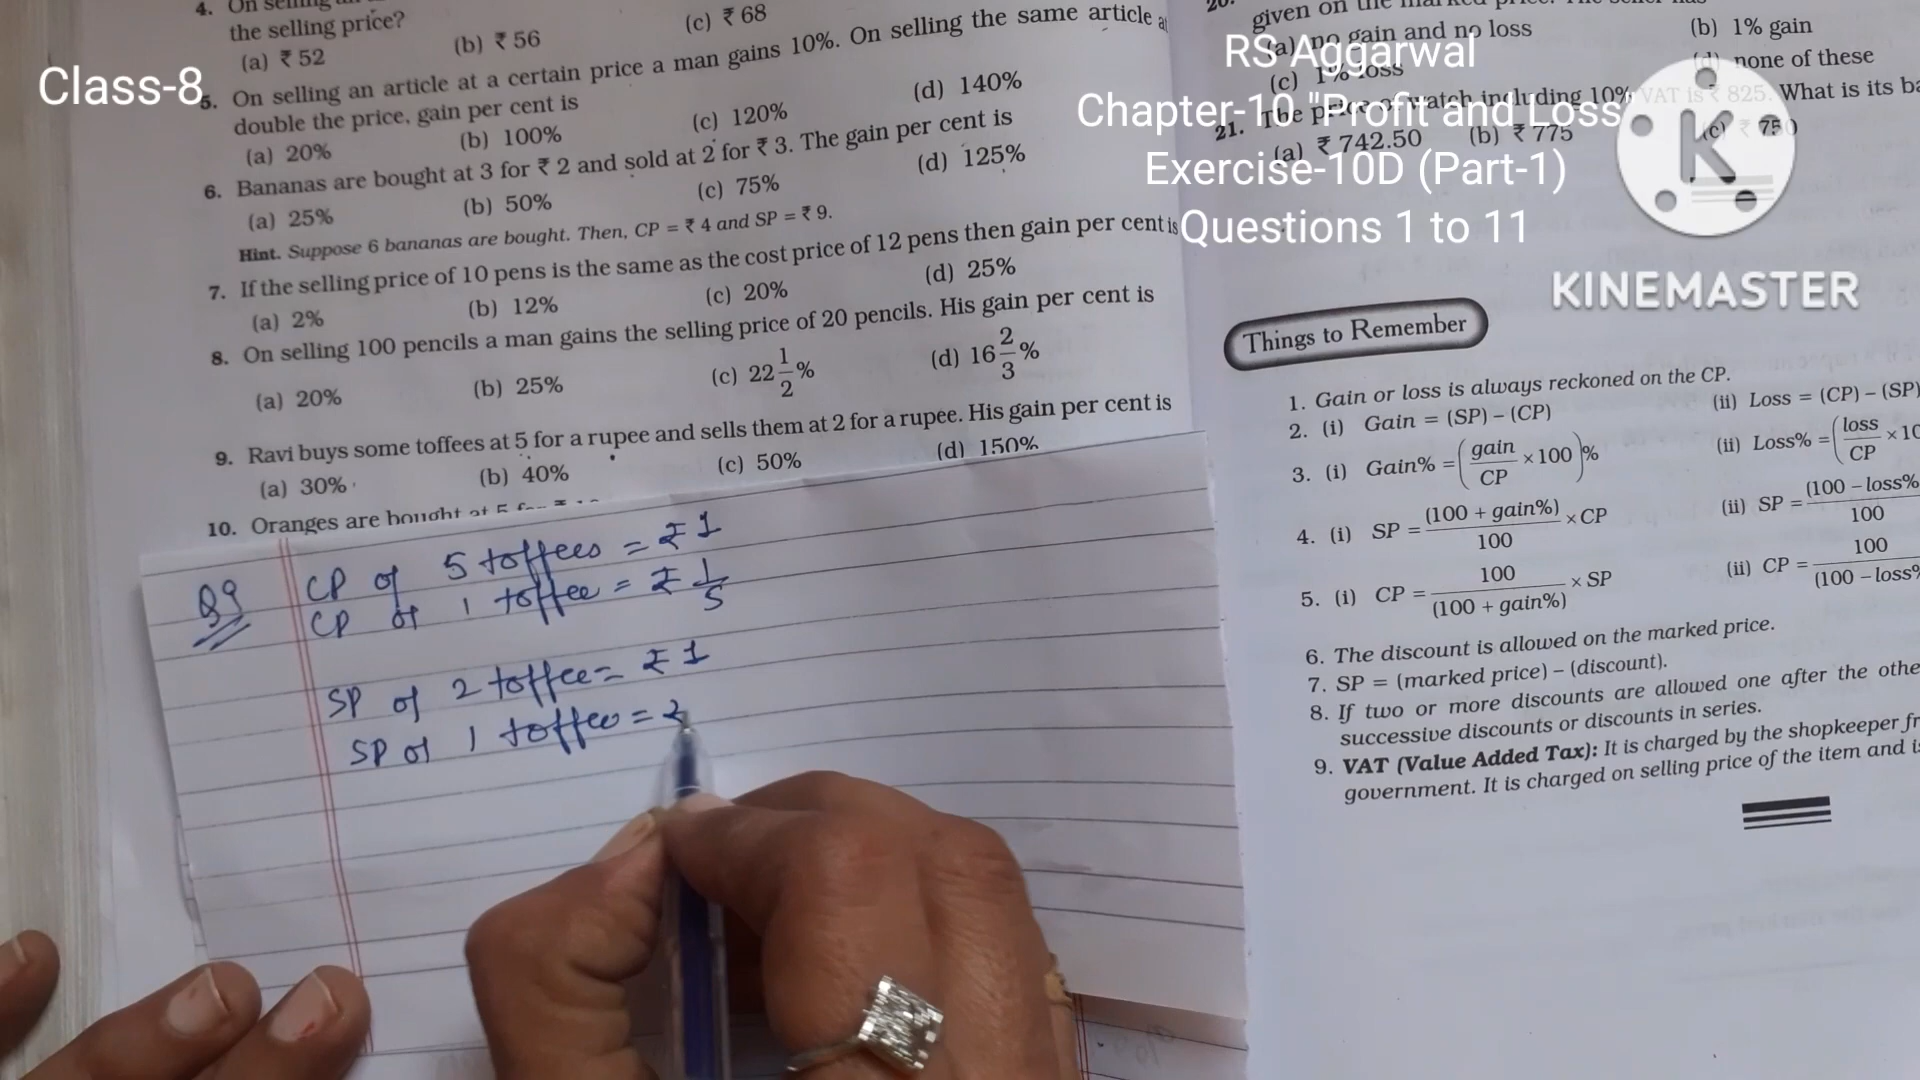 4. On selling an
the selling price?
(a) ₹ 52 (b) ₹ 56 (c) ₹ 68
5. On selling an article at a certain price a man gains 10%. On selling the same article a
double the price, gain per cent is
(a) 20% (b) 100% (c) 120% (d) 140%
6. Bananas are bought at 3 for ₹ 2 and sold at 2 for ₹ 3. The gain per cent is
(a) 25% (b) 50% (c) 75% (d) 125%
Hint. Suppose 6 bananas are bought. Then, CP = ₹ 4 and SP = ₹ 9.
7. If the selling price of 10 pens is the same as the cost price of 12 pens then gain per cent is
(a) 2% (b) 12% (c) 20% (d) 25%
8. On selling 100 pencils a man gains the selling price of 20 pencils. His gain per cent is
(a) 20% (b) 25% (c) 22 1/2 % (d) 16 2/3 %
9. Ravi buys some toffees at 5 for a rupee and sells them at 2 for a rupee. His gain per cent is
(a) 30% (b) 40% (c) 50% (d) 150%
10. Oranges are bought at 5
Q9 CP of 5 toffees = ₹ 1
CP of 1 toffee = ₹ 1/5
SP of 2 toffee = ₹ 1
SP of 1 toffee = ₹
Class-8
RS Aggarwal
Chapter-10 "Profit and Loss"
Exercise-10D (Part-1)
Questions 1 to 11
K
KINEMASTER
20.
given on the marked price.
(a) no gain and no loss (b) 1% gain
(c) 1% loss (d) none of these
21. The price of watch including 10% VAT is ₹ 825. What is its ba
(a) ₹ 742.50 (b) ₹ 775 (c) ₹ 750
Things to Remember
1. Gain or loss is always reckoned on the CP.
2. (i) Gain = (SP) – (CP) (ii) Loss = (CP) – (SP)
3. (i) Gain% = (gain/CP × 100)% (ii) Loss% = (loss/CP × 10
4. (i) SP = (100 + gain%)/100 × CP (ii) SP = (100 – loss%/100
5. (i) CP = 100/(100 + gain%) × SP (ii) CP = 100/(100 – loss%
6. The discount is allowed on the marked price.
7. SP = (marked price) – (discount).
8. If two or more discounts are allowed one after the othe
successive discounts or discounts in series.
9. VAT (Value Added Tax): It is charged by the shopkeeper fr
government. It is charged on selling price of the item and i